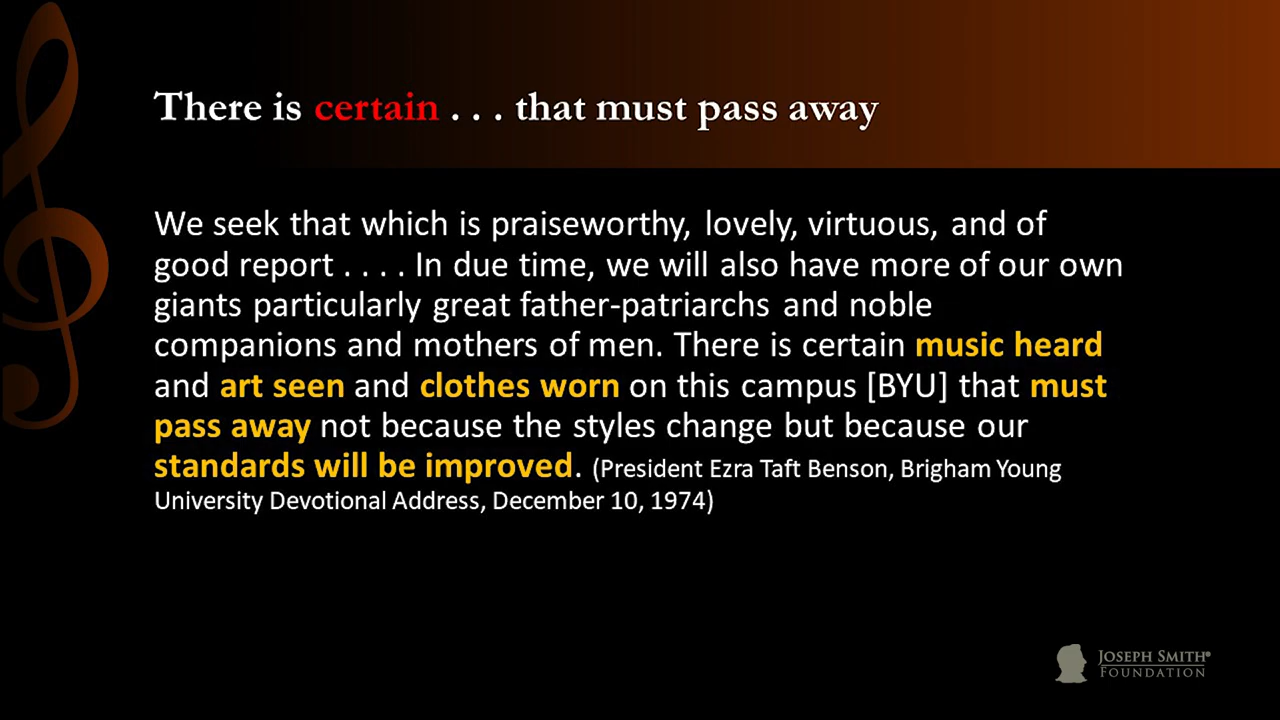 There is certain . . . that must pass away
We seek that which is praiseworthy, lovely, virtuous, and of
good report . . . . In due time, we will also have more of our own
giants particularly great father-patriarchs and noble
companions and mothers of men. There is certain music heard
and art seen and clothes worn on this campus [BYU] that must
pass away not because the styles change but because our
standards will be improved. (President Ezra Taft Benson, Brigham Young
University Devotional Address, December 10, 1974)
JOSEPH SMITH®
FOUNDATION